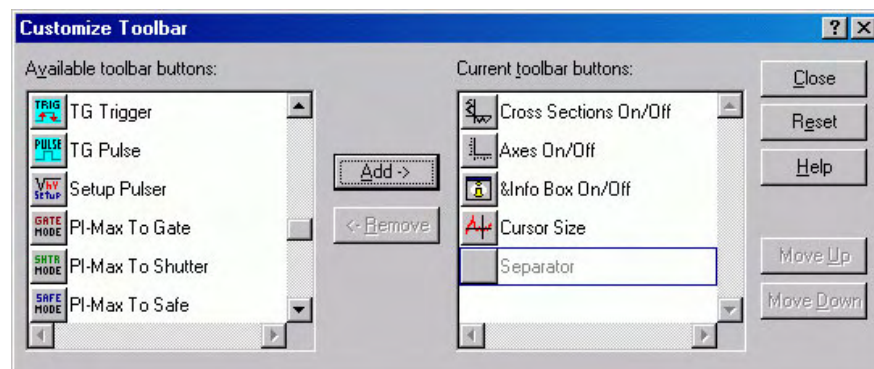 Customize Toolbar
? X
Available toolbar buttons:
TRIG TG Trigger
PULSE TG Pulse
hV SETUP Setup Pulser
GATE MODE PI-Max To Gate
SHTR MODE PI-Max To Shutter
SAFE MODE PI-Max To Safe
Add ->
<- Remove
Current toolbar buttons:
Cross Sections On/Off
Axes On/Off
&Info Box On/Off
Cursor Size
Separator
Close
Reset
Help
Move Up
Move Down